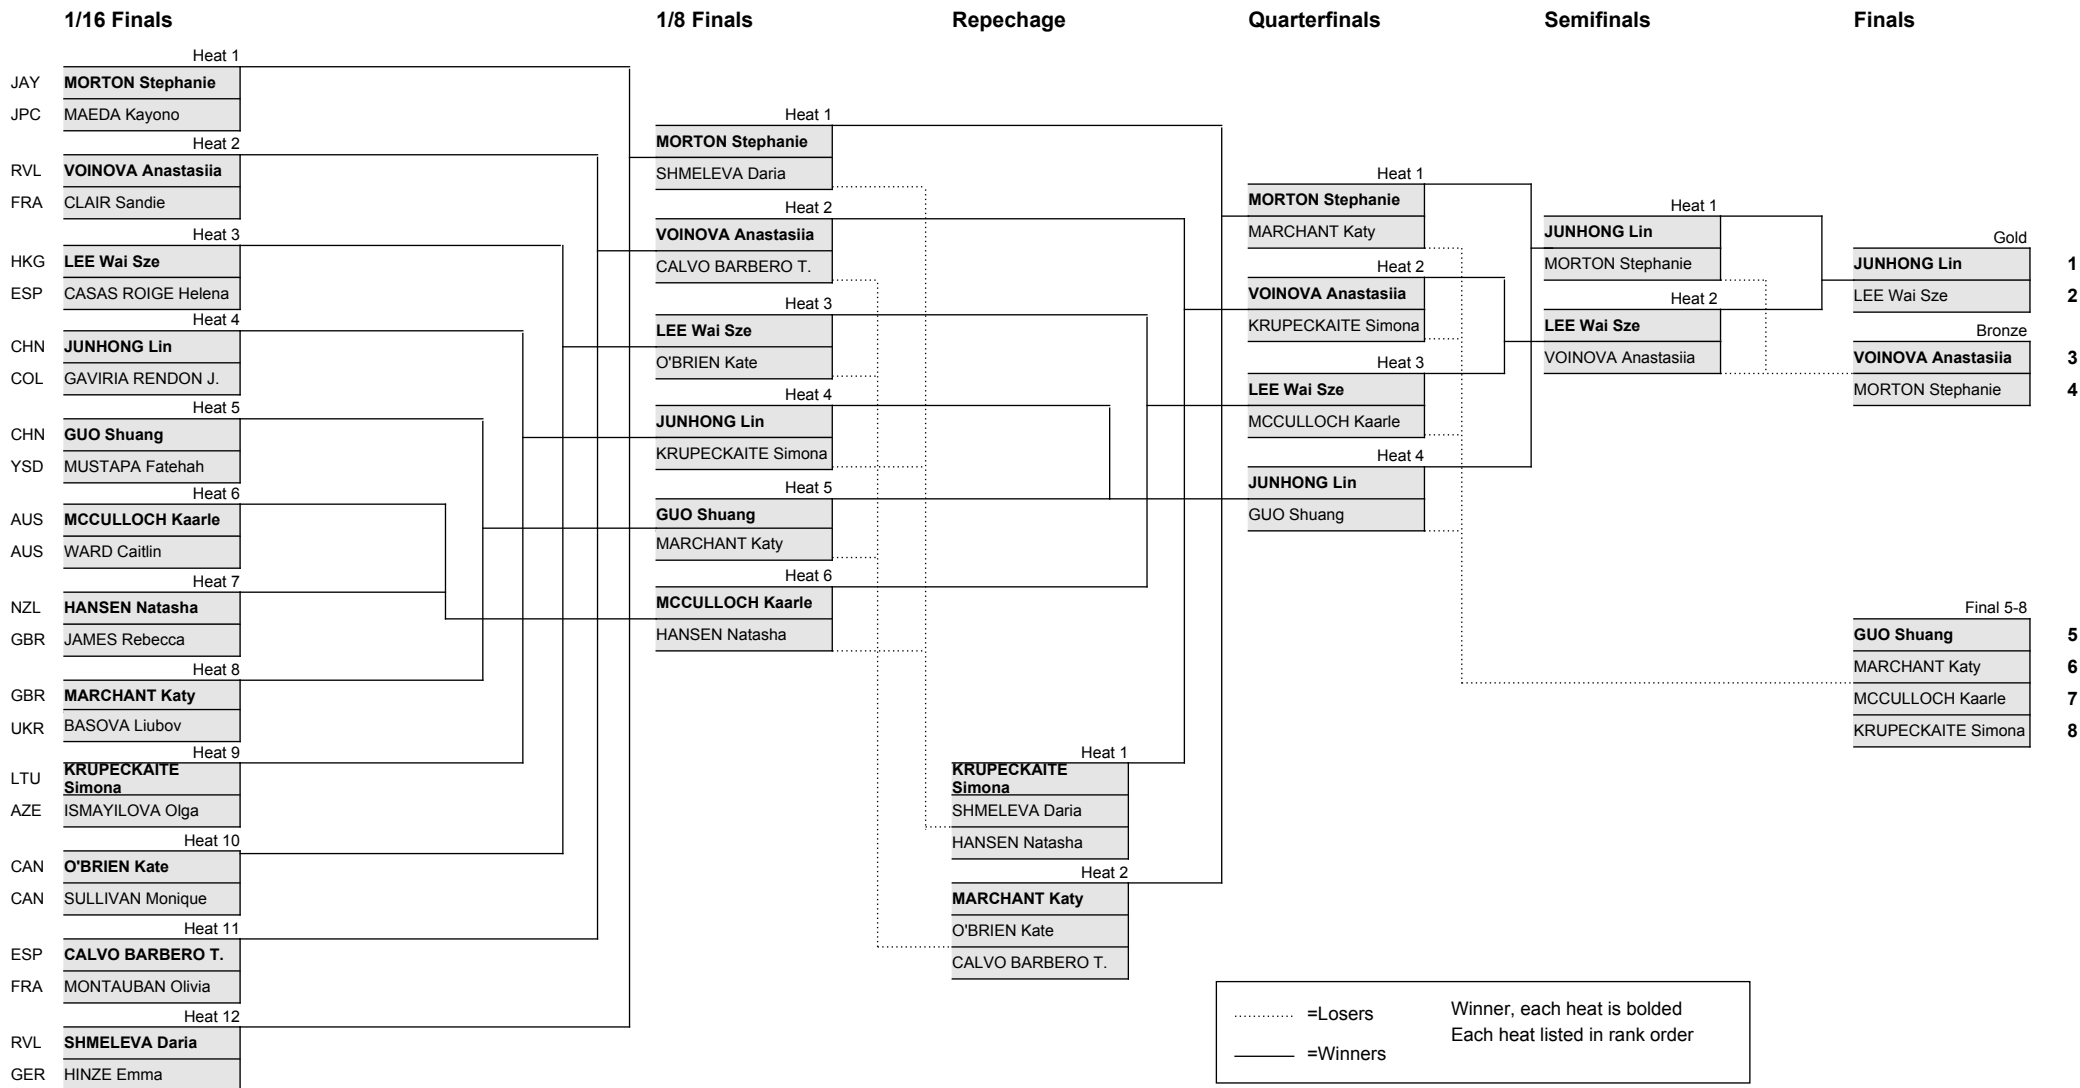 1/16 Finals
1/8 Finals
Repechage
Quarterfinals
Semifinals
Finals
Heat 1
JAY MORTON Stephanie
JPC MAEDA Kayono
Heat 2
RVL VOINOVA Anastasiia
FRA CLAIR Sandie
Heat 3
HKG LEE Wai Sze
ESP CASAS ROIGE Helena
Heat 4
CHN JUNHONG Lin
COL GAVIRIA RENDON J.
Heat 5
CHN GUO Shuang
YSD MUSTAPA Fatehah
Heat 6
AUS MCCULLOCH Kaarle
AUS WARD Caitlin
Heat 7
NZL HANSEN Natasha
GBR JAMES Rebecca
Heat 8
GBR MARCHANT Katy
UKR BASOVA Liubov
Heat 9
LTU KRUPECKAITE
Simona
AZE ISMAYILOVA Olga
Heat 10
CAN O'BRIEN Kate
CAN SULLIVAN Monique
Heat 11
ESP CALVO BARBERO T.
FRA MONTAUBAN Olivia
Heat 12
RVL SHMELEVA Daria
GER HINZE Emma
Heat 1
MORTON Stephanie
SHMELEVA Daria
Heat 2
VOINOVA Anastasiia
CALVO BARBERO T.
Heat 3
LEE Wai Sze
O'BRIEN Kate
Heat 4
JUNHONG Lin
KRUPECKAITE Simona
Heat 5
GUO Shuang
MARCHANT Katy
Heat 6
MCCULLOCH Kaarle
HANSEN Natasha
Heat 1
KRUPECKAITE
Simona
SHMELEVA Daria
HANSEN Natasha
Heat 2
MARCHANT Katy
O'BRIEN Kate
CALVO BARBERO T.
Heat 1
MORTON Stephanie
MARCHANT Katy
Heat 2
VOINOVA Anastasiia
KRUPECKAITE Simona
Heat 3
LEE Wai Sze
MCCULLOCH Kaarle
Heat 4
JUNHONG Lin
GUO Shuang
Heat 1
JUNHONG Lin
MORTON Stephanie
Heat 2
LEE Wai Sze
VOINOVA Anastasiia
Gold
JUNHONG Lin 1
LEE Wai Sze 2
Bronze
VOINOVA Anastasiia 3
MORTON Stephanie 4
Final 5-8
GUO Shuang 5
MARCHANT Katy 6
MCCULLOCH Kaarle 7
KRUPECKAITE Simona 8
=Losers
=Winners
Winner, each heat is bolded
Each heat listed in rank order